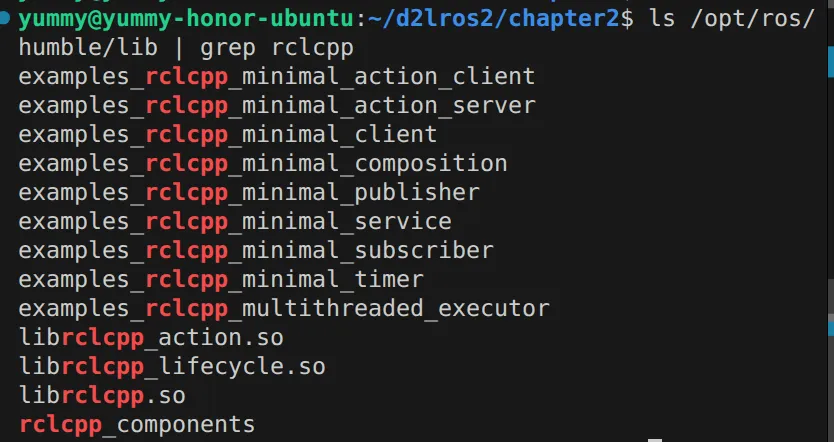 yummy@yummy-honor-ubuntu:~/d2lros2/chapter2$ ls /opt/ros/
humble/lib | grep rclcpp
examples_rclcpp_minimal_action_client
examples_rclcpp_minimal_action_server
examples_rclcpp_minimal_client
examples_rclcpp_minimal_composition
examples_rclcpp_minimal_publisher
examples_rclcpp_minimal_service
examples_rclcpp_minimal_subscriber
examples_rclcpp_minimal_timer
examples_rclcpp_multithreaded_executor
librclcpp_action.so
librclcpp_lifecycle.so
librclcpp.so
rclcpp_components